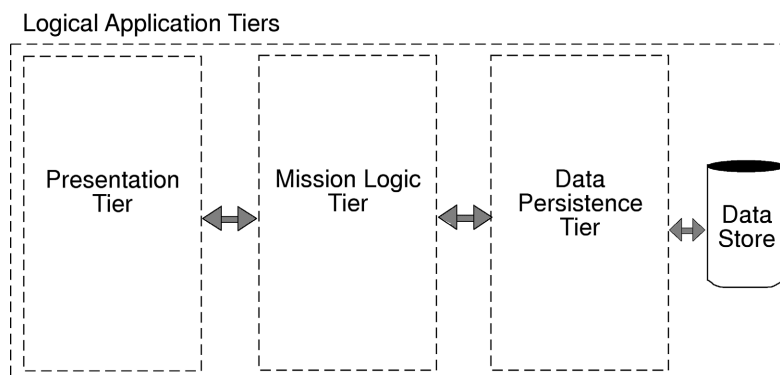 Logical Application Tiers
Presentation
Tier
Mission Logic
Tier
Data
Persistence
Tier
Data
Store